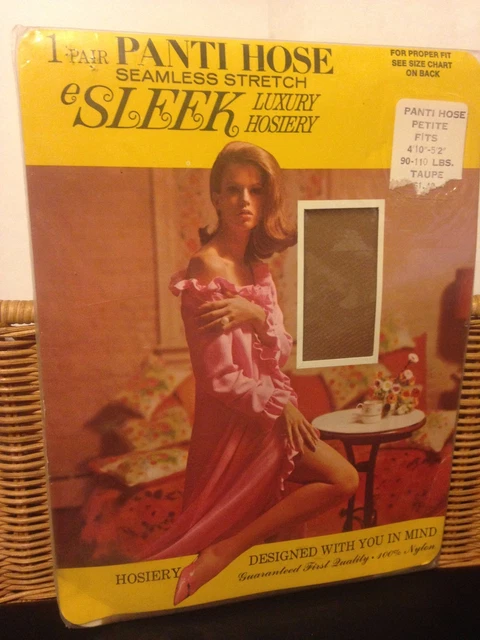 1 PAIR PANTI HOSE
SEAMLESS STRETCH
eSLEEK LUXURY HOSIERY
FOR PROPER FIT
SEE SIZE CHART
ON BACK
PANTI HOSE
PETITE
FITS
4'10"-5'2"
90-110 LBS.
TAUPE
HOSIERY
DESIGNED WITH YOU IN MIND
Guaranteed First Quality • 100% Nylon